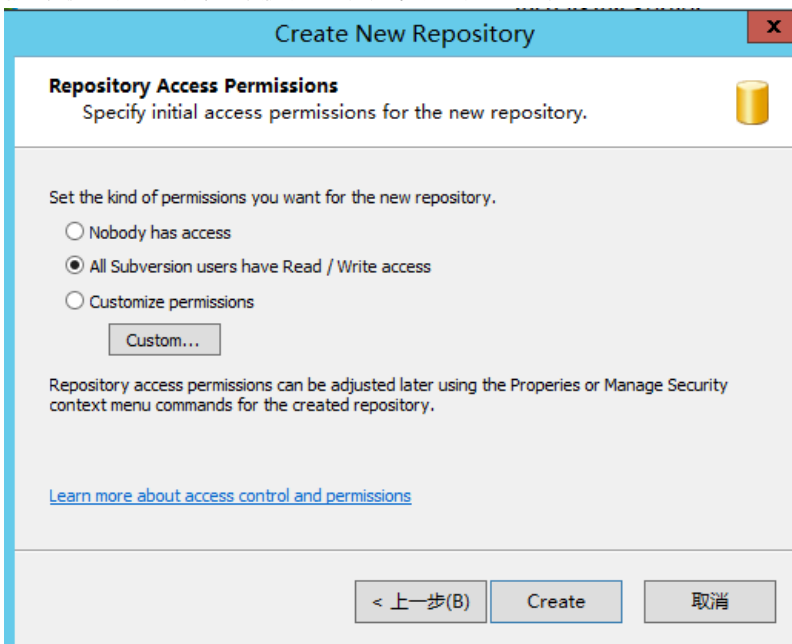 Create New Repository
x
Repository Access Permissions
Specify initial access permissions for the new repository.
Set the kind of permissions you want for the new repository.
Nobody has access
All Subversion users have Read / Write access
Customize permissions
Custom...
Repository access permissions can be adjusted later using the Properies or Manage Security
context menu commands for the created repository.
Learn more about access control and permissions
< 上一步(B)
Create
取消